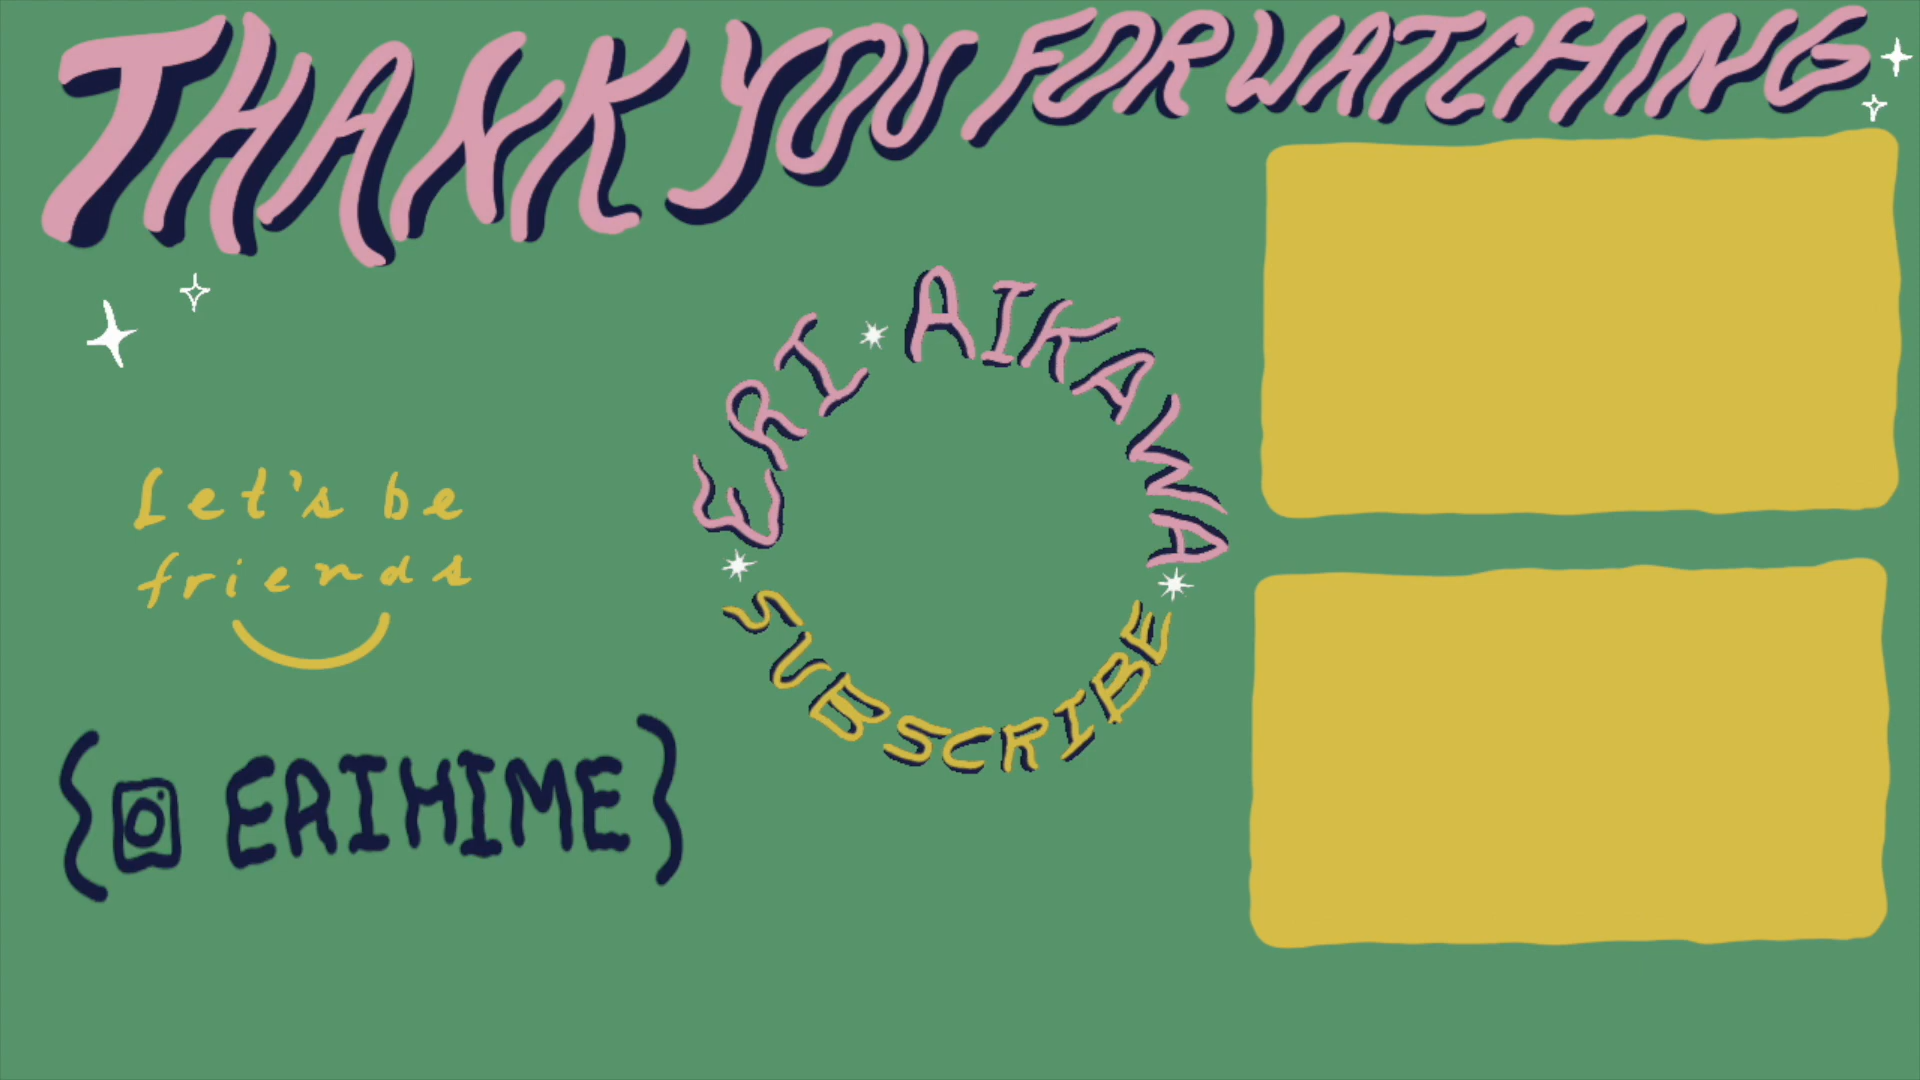 THANK YOU FOR WATCHING
ERI AIKAWA
SUBSCRIBE
Let's be
friends
{ERIHIME}